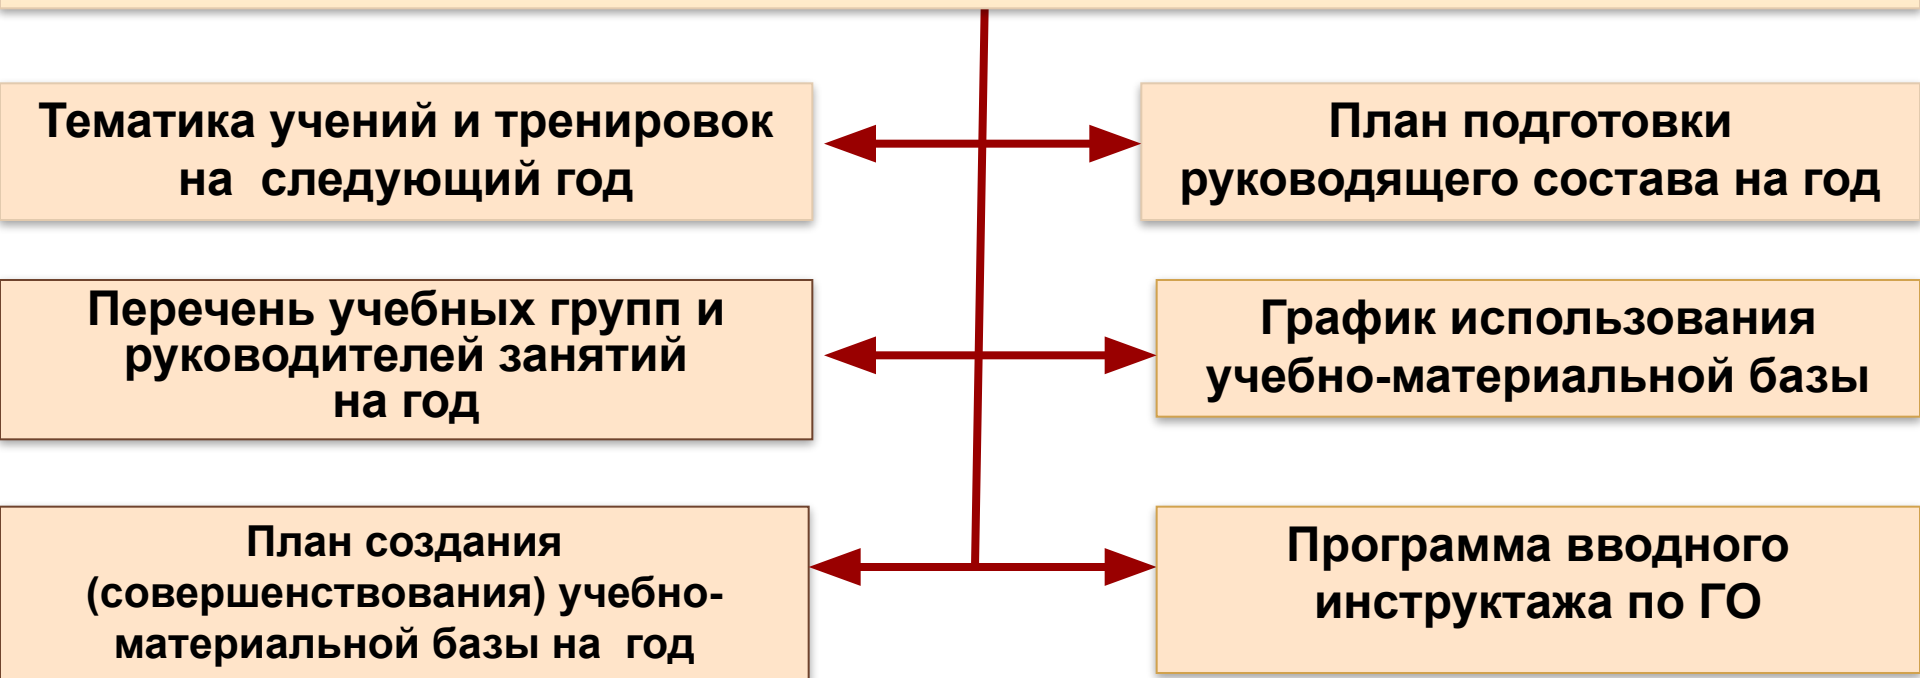 Тематика учений и тренировок
на следующий год
План подготовки
руководящего состава на год
Перечень учебных групп и
руководителей занятий
на год
График использования
учебно-материальной базы
План создания
(совершенствования) учебно-
материальной базы на год
Программа вводного
инструктажа по ГО